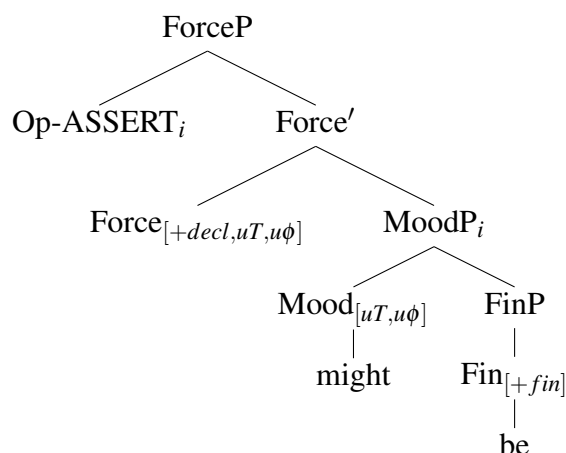 ForceP
Op-ASSERTi Force′
Force[+decl,uT,uϕ] MoodPi
Mood[uT,uϕ] FinP
might Fin[+fin]
be